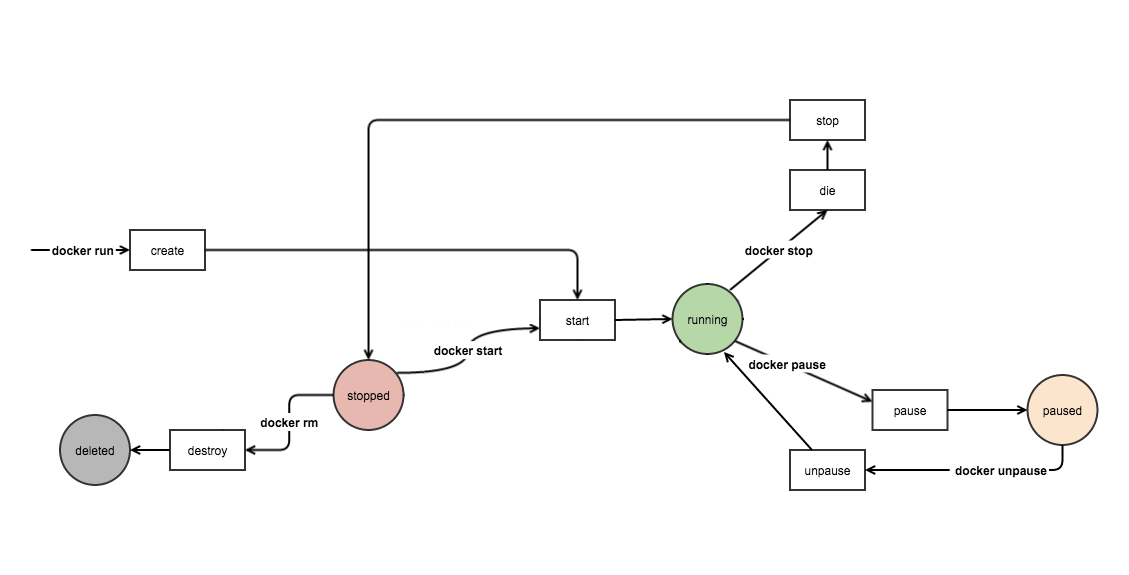 stop
die
docker run
create
docker stop
start
running
docker start
docker pause
stopped
pause
paused
docker rm
deleted
destroy
unpause
docker unpause